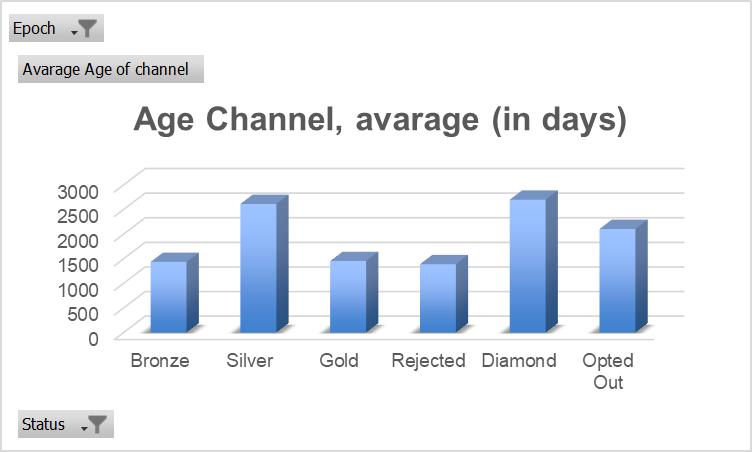 Epoch
Avarage Age of channel
Age Channel, avarage (in days)
3000
2500
2000
1500
1000
500
0
Bronze Silver Gold Rejected Diamond Opted Out
Status